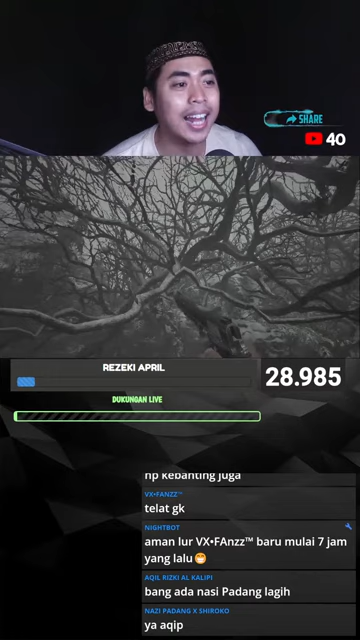 SHARE
40
REZEKI APRIL
28.985
DUKUNGAN LIVE
np kebanting juga
VX•FANZZ™
telat gk
NIGHTBOT
aman lur VX•FAnzz™ baru mulai 7 jam
yang lalu😁
AQIL RIZKI AL KALIPI
bang ada nasi Padang lagih
NAZI PADANG X SHIROKO
ya aqip